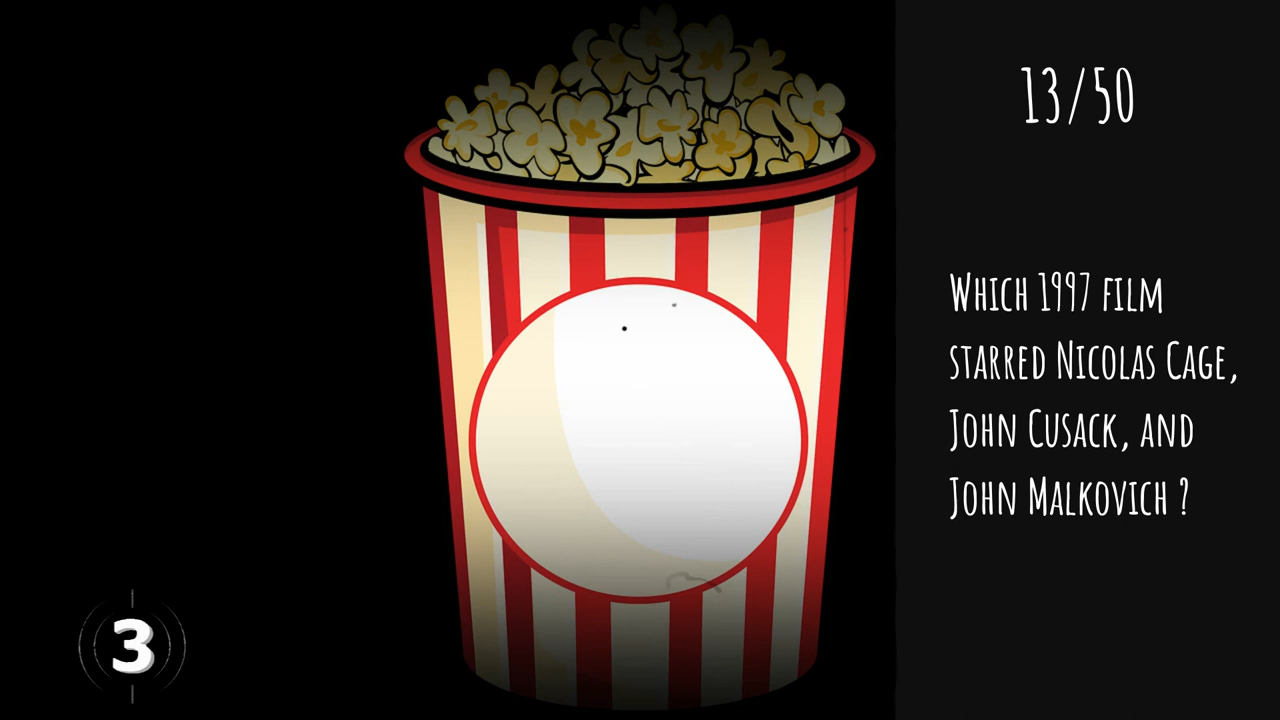 13/50
Which 1997 film
starred Nicolas Cage,
John Cusack, and
John Malkovich ?
3